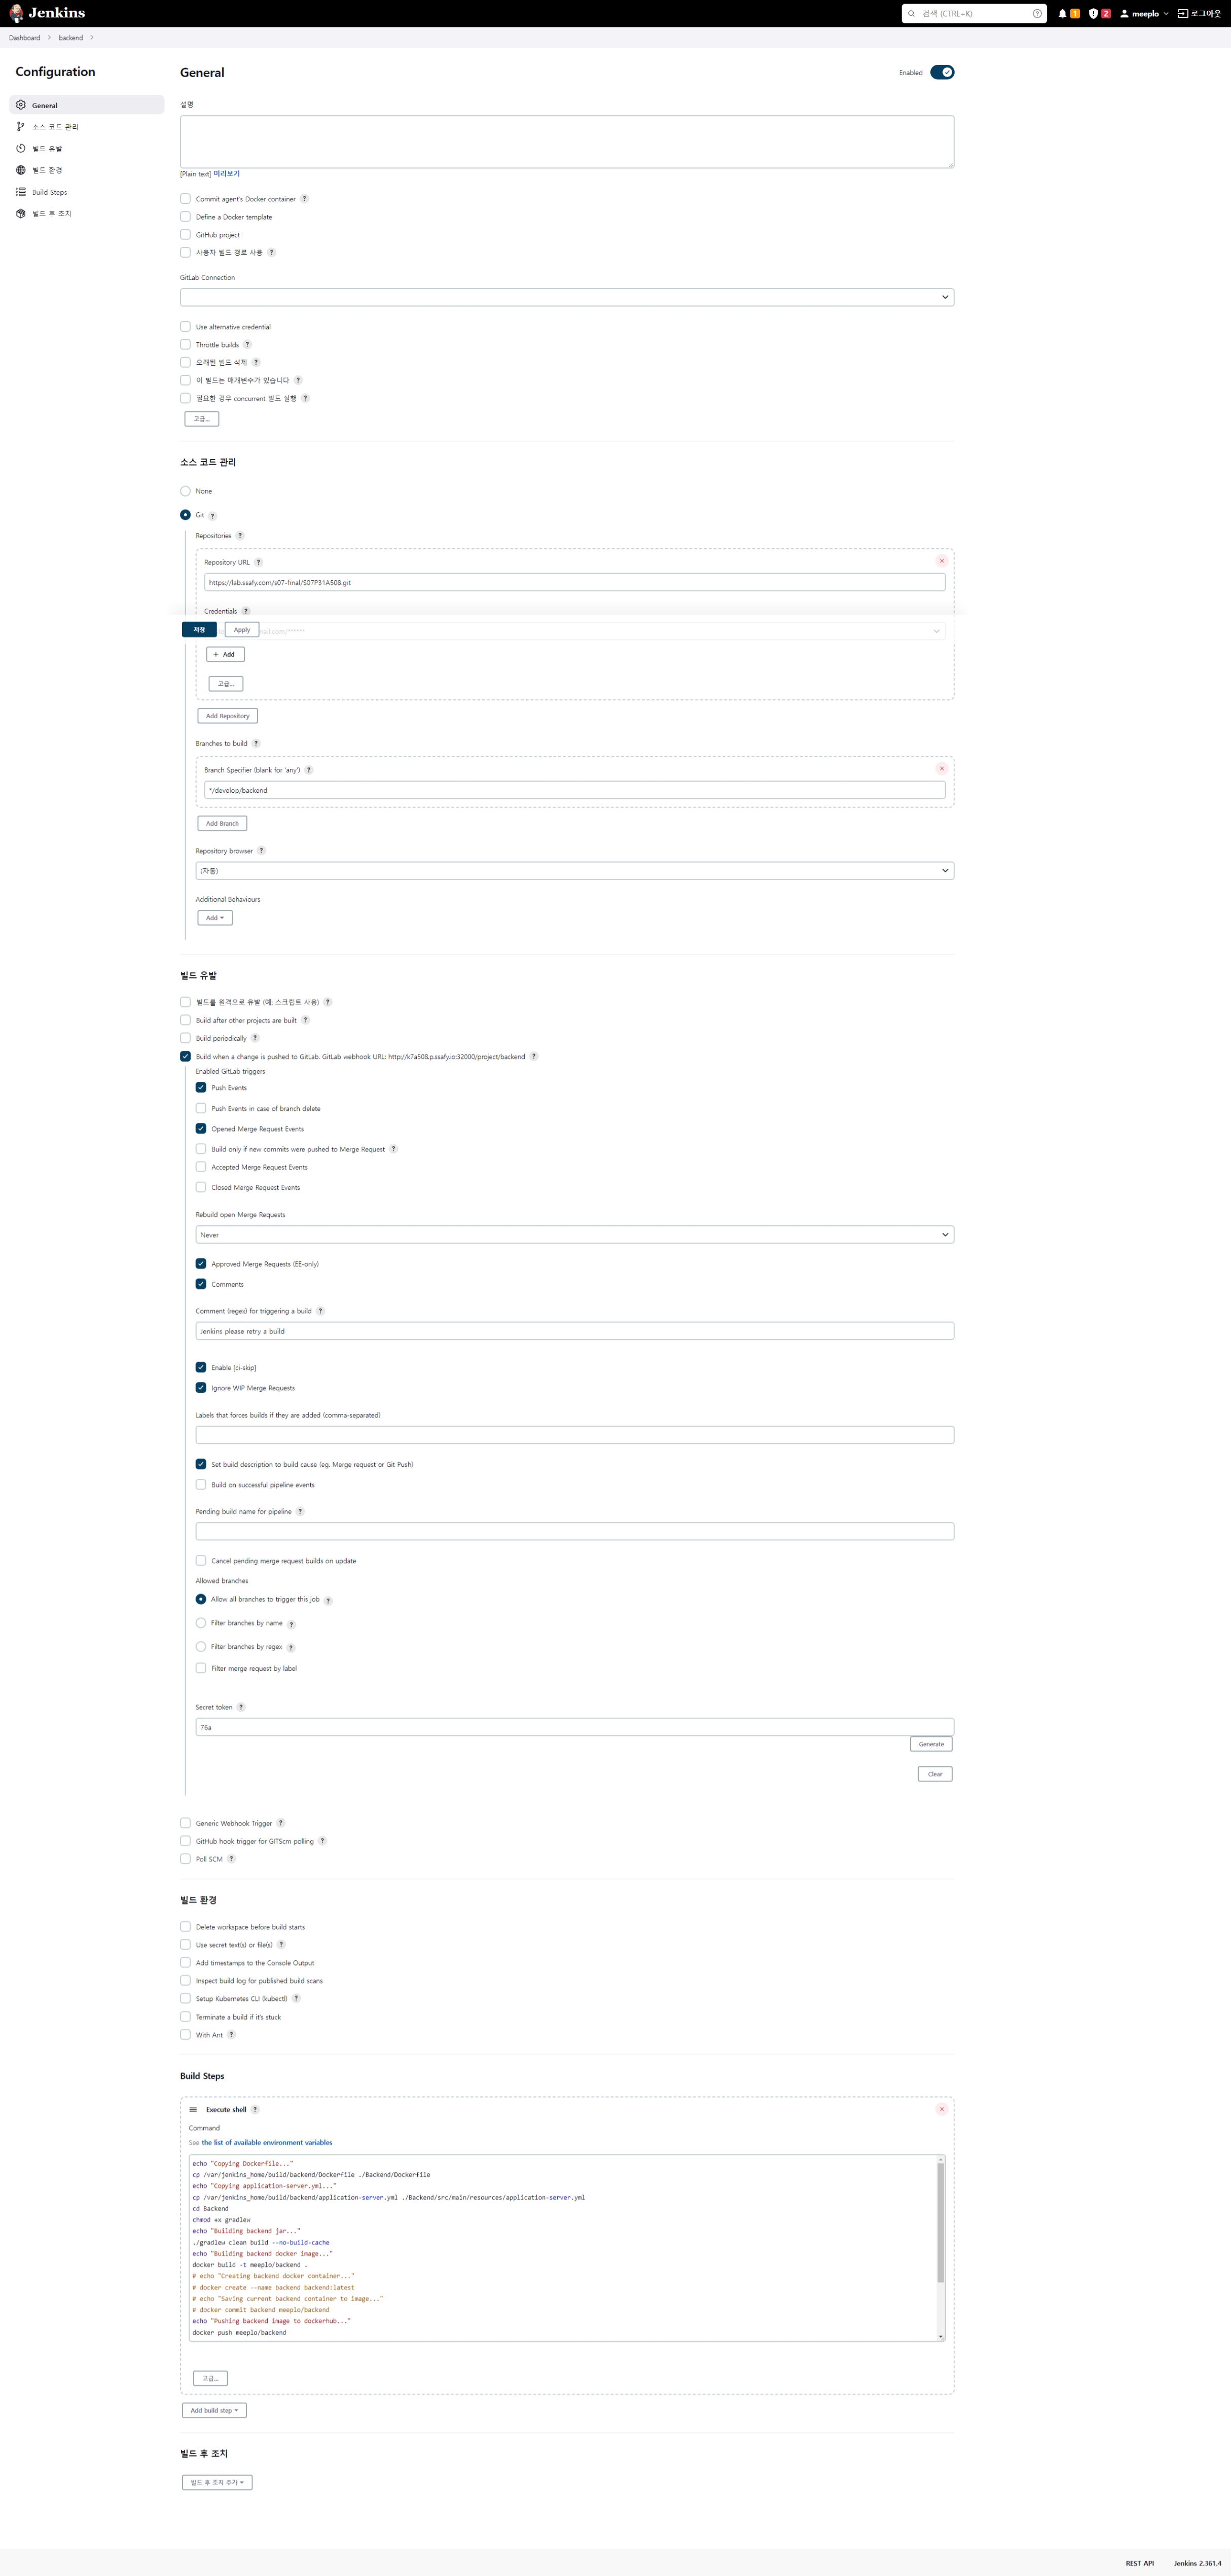 Jenkins
검색 (CTRL+K)
1
2
meeplo
로그아웃
Dashboard
backend
Configuration
General
소스 코드 관리
빌드 유발
빌드 환경
Build Steps
빌드 후 조치
General
Enabled
설명
[Plain text] 미리보기
Commit agent's Docker container ?
Define a Docker template
GitHub project
사용자 빌드 경로 사용 ?
GitLab Connection
Use alternative credential
Throttle builds ?
오래된 빌드 삭제 ?
이 빌드는 매개변수가 있습니다 ?
필요한 경우 concurrent 빌드 실행 ?
고급...
소스 코드 관리
None
Git ?
Repositories ?
Repository URL ?
https://lab.ssafy.com/s07-final/S07P31A508.git
Credentials ?
저장
Apply
mail.com/******
+ Add
고급...
Add Repository
Branches to build ?
Branch Specifier (blank for 'any') ?
*/develop/backend
Add Branch
Repository browser ?
(자동)
Additional Behaviours
Add
빌드 유발
빌드를 원격으로 유발 (예: 스크립트 사용) ?
Build after other projects are built ?
Build periodically ?
Build when a change is pushed to GitLab. GitLab webhook URL: http://k7a508.p.ssafy.io:32000/project/backend ?
Enabled GitLab triggers
Push Events
Push Events in case of branch delete
Opened Merge Request Events
Build only if new commits were pushed to Merge Request ?
Accepted Merge Request Events
Closed Merge Request Events
Rebuild open Merge Requests
Never
Approved Merge Requests (EE-only)
Comments
Comment (regex) for triggering a build ?
Jenkins please retry a build
Enable [ci-skip]
Ignore WIP Merge Requests
Labels that forces builds if they are added (comma-separated)
Set build description to build cause (eg. Merge request or Git Push)
Build on successful pipeline events
Pending build name for pipeline ?
Cancel pending merge request builds on update
Allowed branches
Allow all branches to trigger this job ?
Filter branches by name ?
Filter branches by regex ?
Filter merge request by label
Secret token ?
76a
Generate
Clear
Generic Webhook Trigger ?
GitHub hook trigger for GITScm polling ?
Poll SCM ?
빌드 환경
Delete workspace before build starts
Use secret text(s) or file(s) ?
Add timestamps to the Console Output
Inspect build log for published build scans
Setup Kubernetes CLI (kubectl) ?
Terminate a build if it's stuck
With Ant ?
Build Steps
Execute shell ?
Command
See the list of available environment variables
echo "Copying Dockerfile..."
cp /var/jenkins_home/build/backend/Dockerfile ./Backend/Dockerfile
echo "Copying application-server.yml..."
cp /var/jenkins_home/build/backend/application-server.yml ./Backend/src/main/resources/application-server.yml
cd Backend
chmod +x gradlew
echo "Building backend jar..."
./gradlew clean build --no-build-cache
echo "Building backend docker image..."
docker build -t meeplo/backend .
# echo "Creating backend docker container..."
# docker create --name backend backend:latest
# echo "Saving current backend container to image..."
# docker commit backend meeplo/backend
echo "Pushing backend image to dockerhub..."
docker push meeplo/backend
고급...
Add build step
빌드 후 조치
빌드 후 조치 추가
REST API
Jenkins 2.361.4